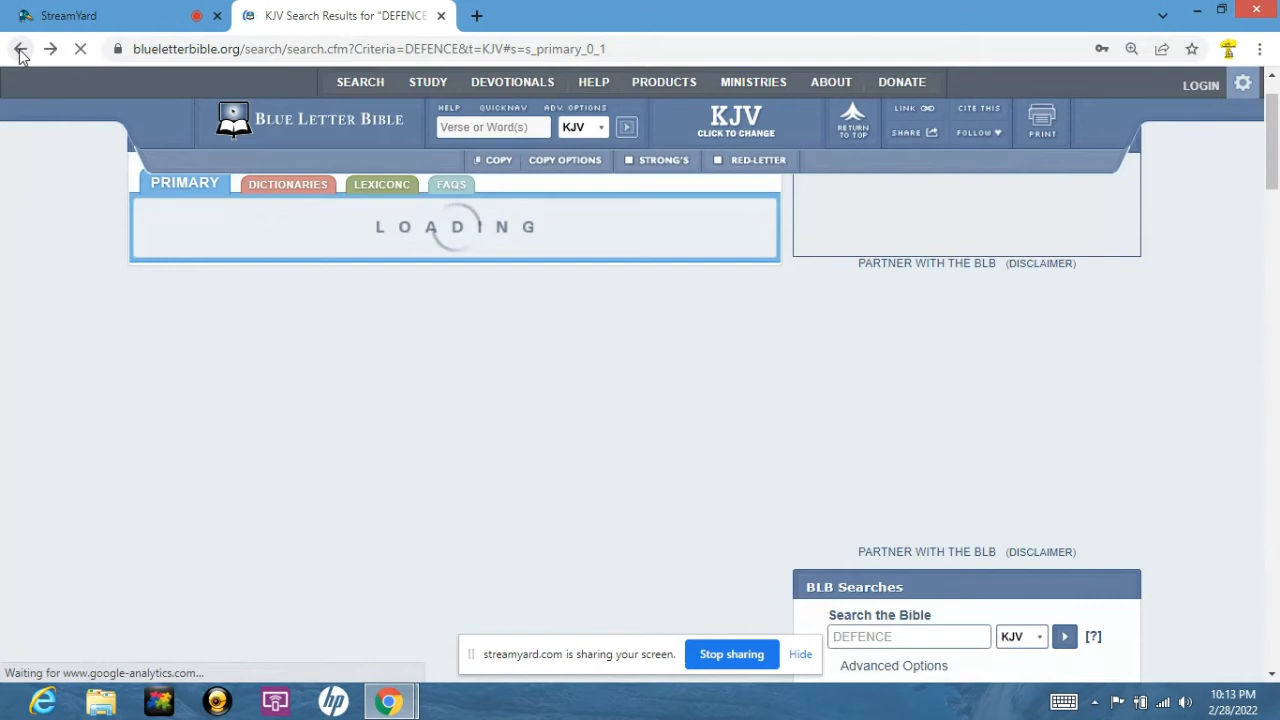 StreamYard
KJV Search Results for "DEFENCE
blueletterbible.org/search/search.cfm?Criteria=DEFENCE&t=KJV#s=s_primary_0_1
SEARCH STUDY DEVOTIONALS HELP PRODUCTS MINISTRIES ABOUT DONATE LOGIN
BLUE LETTER BIBLE
HELP QUICKNAV ADV. OPTIONS
Verse or Word(s) KJV
KJV
CLICK TO CHANGE
RETURN
TO TOP
LINK CITE THIS
SHARE FOLLOW
PRINT
COPY COPY OPTIONS STRONG'S RED-LETTER
PRIMARY DICTIONARIES LEXICONC FAQS
LOADING
PARTNER WITH THE BLB (DISCLAIMER)
PARTNER WITH THE BLB (DISCLAIMER)
BLB Searches
Search the Bible
DEFENCE KJV [?]
Advanced Options
streamyard.com is sharing your screen. Stop sharing Hide
Waiting for www.google-analytics.com...
10:13 PM
2/28/2022